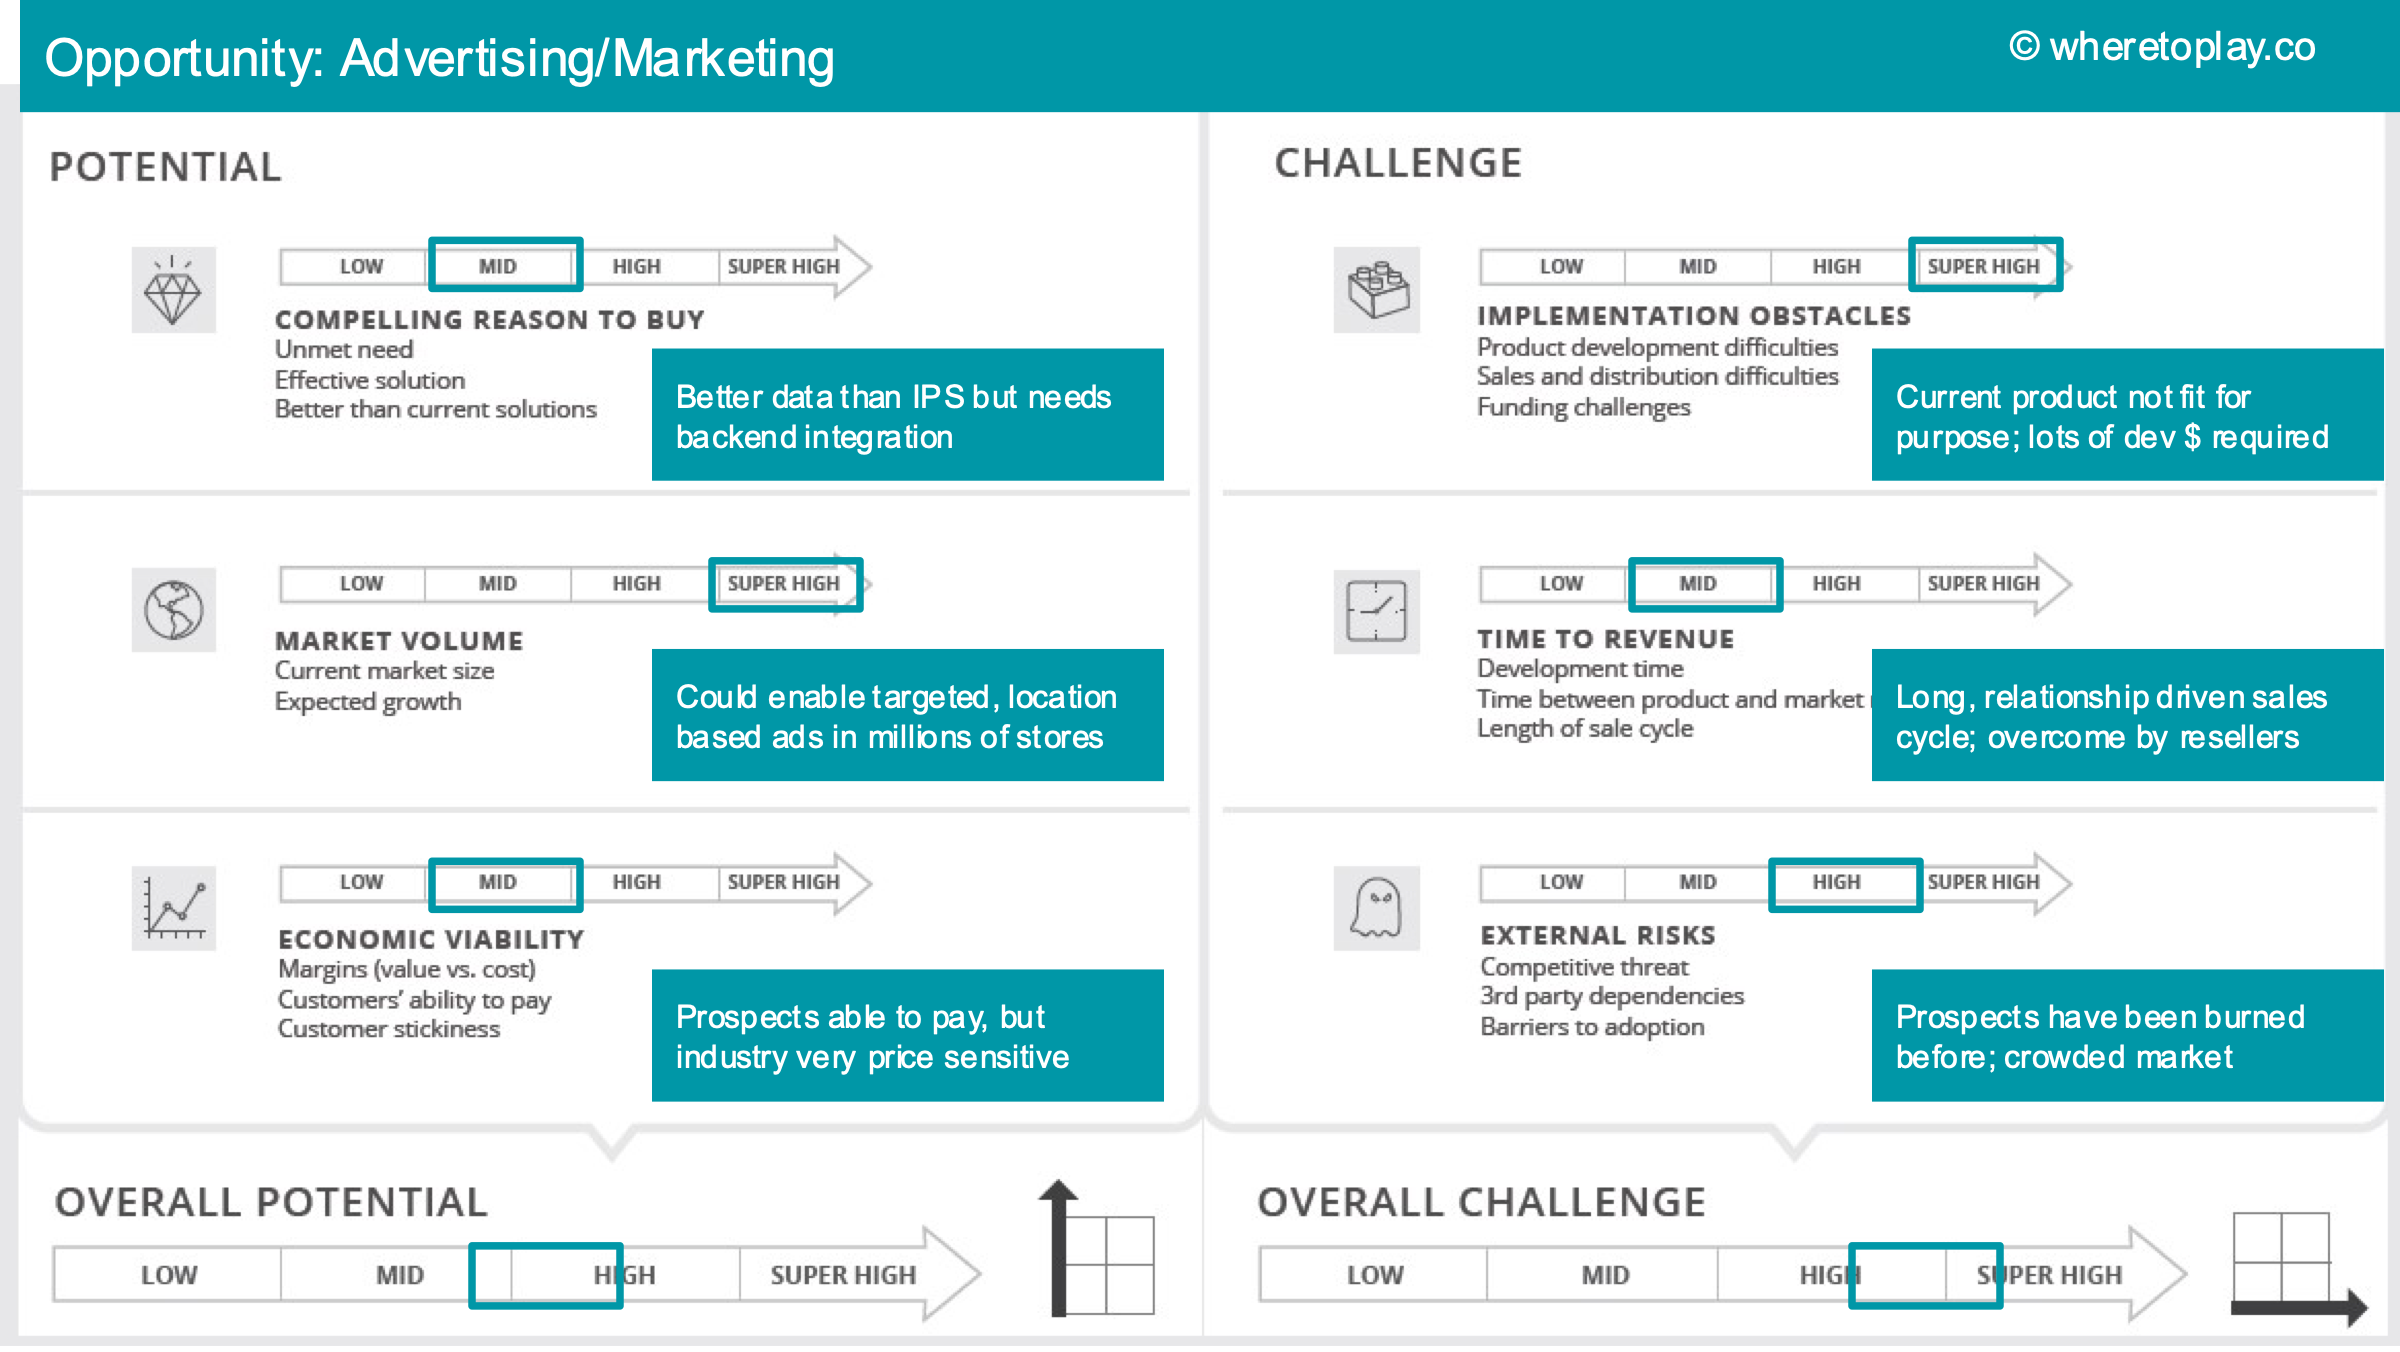 Opportunity: Advertising/Marketing
© wheretoplay.co
POTENTIAL
LOW MID HIGH SUPER HIGH
COMPELLING REASON TO BUY
Unmet need
Effective solution
Better than current solutions
Better data than IPS but needs
backend integration
LOW MID HIGH SUPER HIGH
MARKET VOLUME
Current market size
Expected growth
Could enable targeted, location
based ads in millions of stores
LOW MID HIGH SUPER HIGH
ECONOMIC VIABILITY
Margins (value vs. cost)
Customers' ability to pay
Customer stickiness
Prospects able to pay, but
industry very price sensitive
OVERALL POTENTIAL
LOW MID HIGH SUPER HIGH
CHALLENGE
LOW MID HIGH SUPER HIGH
IMPLEMENTATION OBSTACLES
Product development difficulties
Sales and distribution difficulties
Funding challenges
Current product not fit for
purpose; lots of dev $ required
LOW MID HIGH SUPER HIGH
TIME TO REVENUE
Development time
Time between product and market
Length of sale cycle
Long, relationship driven sales
cycle; overcome by resellers
LOW MID HIGH SUPER HIGH
EXTERNAL RISKS
Competitive threat
3rd party dependencies
Barriers to adoption
Prospects have been burned
before; crowded market
OVERALL CHALLENGE
LOW MID HIGH SUPER HIGH